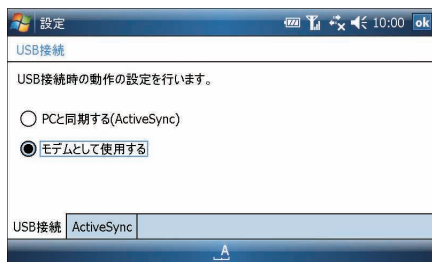 設定 10:00 ok
USB接続
USB接続時の動作の設定を行います。
PCと同期する(ActiveSync)
モデムとして使用する
USB接続 ActiveSync
A